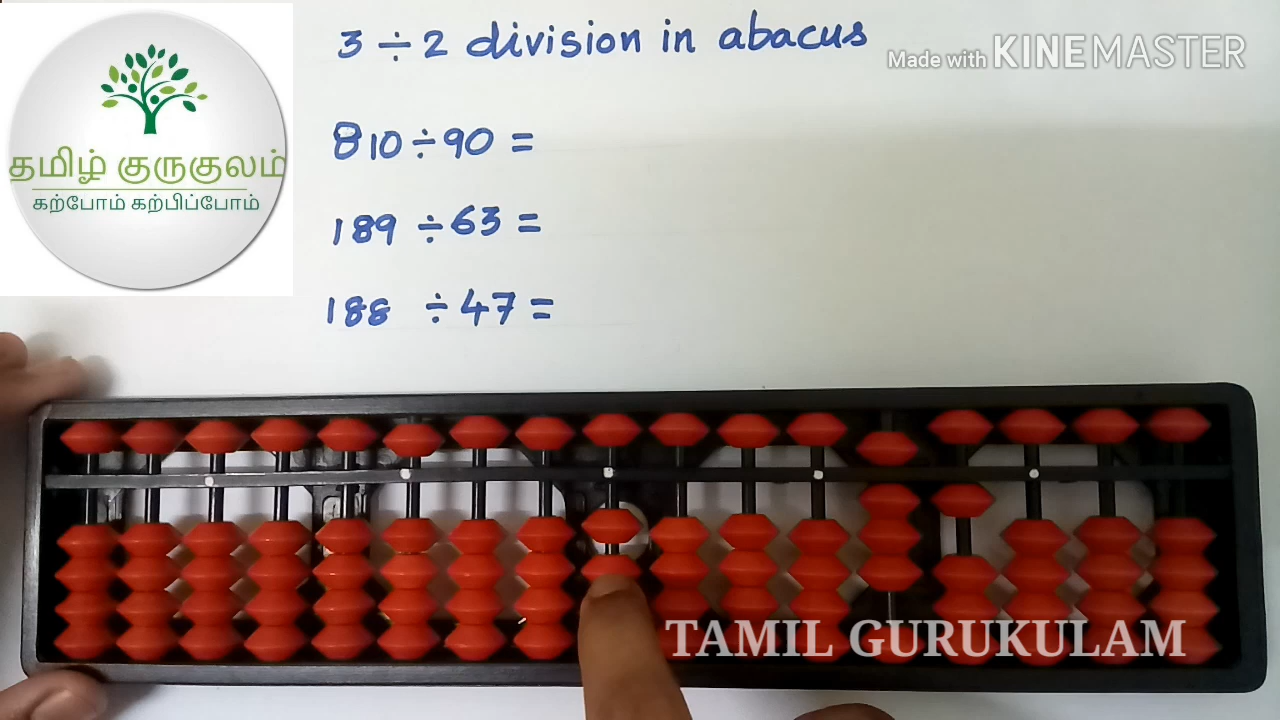 3 ÷ 2 division in abacus
Made with KINEMASTER
தமிழ் குருகுலம்
கற்போம் கற்பிப்போம்
810 ÷ 90 =
189 ÷ 63 =
188 ÷ 47 =
TAMIL GURUKULAM